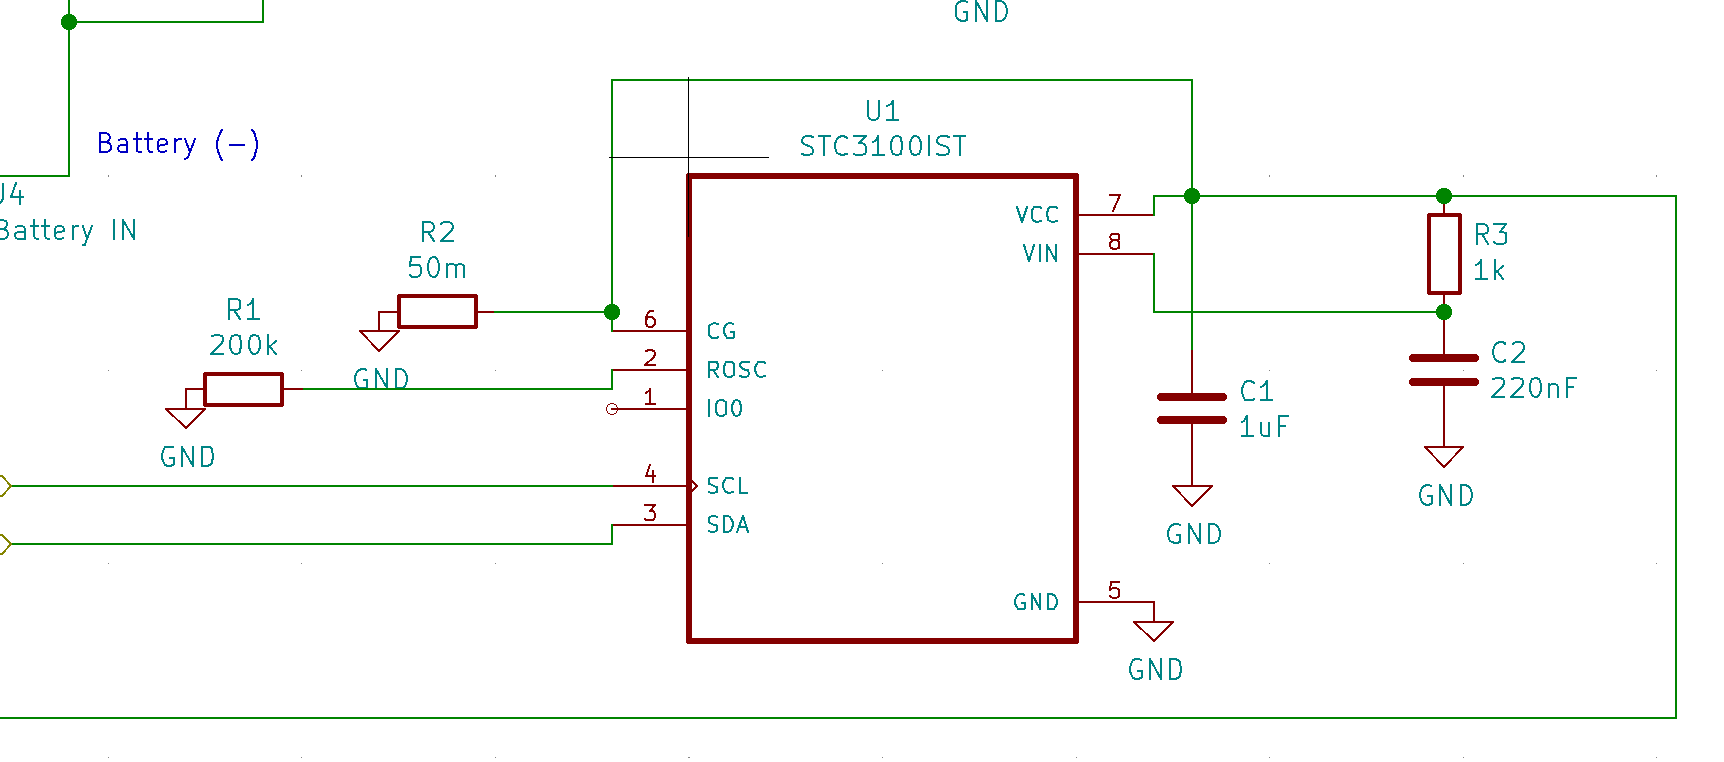 GND
Battery (-)
J4
Battery IN
U1
STC3100IST
R2
50m
GND
R1
200k
GND
6
CG
2
ROSC
1
IO0
4
SCL
3
SDA
VCC
7
VIN
8
GND
5
GND
R3
1k
C2
220nF
GND
C1
1uF
GND